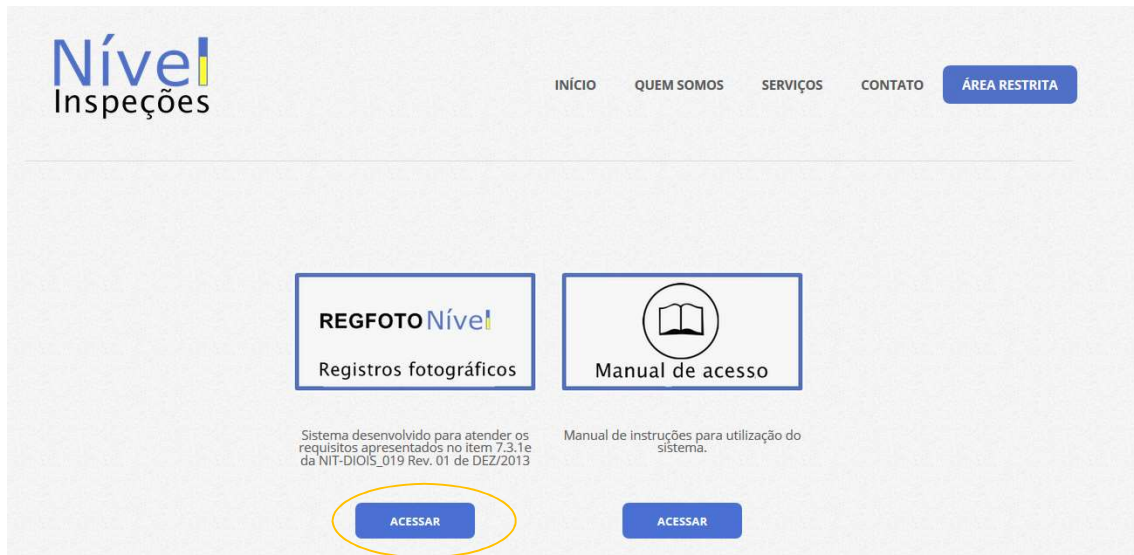 Nível
Inspeções
INÍCIO QUEM SOMOS SERVIÇOS CONTATO ÁREA RESTRITA
REGFOTO Nível
Registros fotográficos
Manual de acesso
Sistema desenvolvido para atender os
requisitos apresentados no item 7.3.1e
da NIT-DIOIS_019 Rev. 01 de DEZ/2013
Manual de instruções para utilização do
sistema.
ACESSAR
ACESSAR